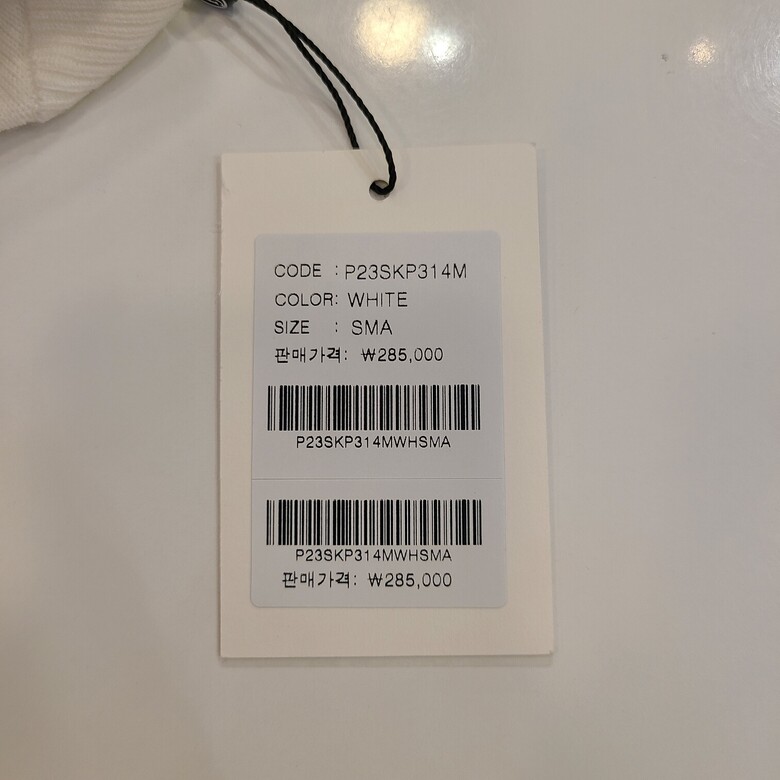 CODE : P23SKP314M
COLOR: WHITE
SIZE : SMA
판매가격: ₩285,000
P23SKP314MWHSMA
P23SKP314MWHSMA
판매가격: ₩285,000